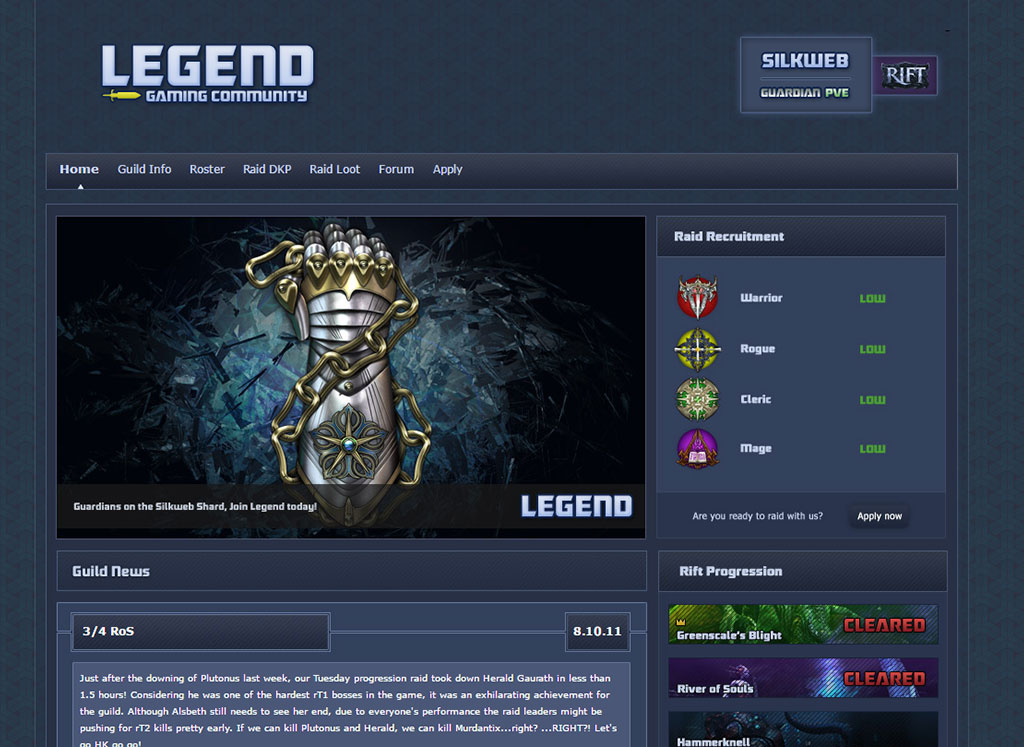 LEGEND
GAMING COMMUNITY
SILKWEB
GUARDIAN PVE
RIFT
Home Guild Info Roster Raid DKP Raid Loot Forum Apply
Guardians on the Silkweb Shard, Join Legend today!
LEGEND
Raid Recruitment
Warrior LOW
Rogue LOW
Cleric LOW
Mage LOW
Are you ready to raid with us? Apply now
Guild News
3/4 RoS 8.10.11
Just after the downing of Plutonus last week, our Tuesday progression raid took down Herald Gaurath in less than
1.5 hours! Considering he was one of the hardest rT1 bosses in the game, it was an exhilarating achievement for
the guild. Although Alsbeth still needs to see her end, due to everyone's performance the raid leaders might be
pushing for rT2 kills pretty early. If we can kill Plutonus and Herald, we can kill Murdantix...right? ...RIGHT?! Let's
go HK go go!
Rift Progression
Greenscale's Blight CLEARED
River of Souls CLEARED
Hammerknell